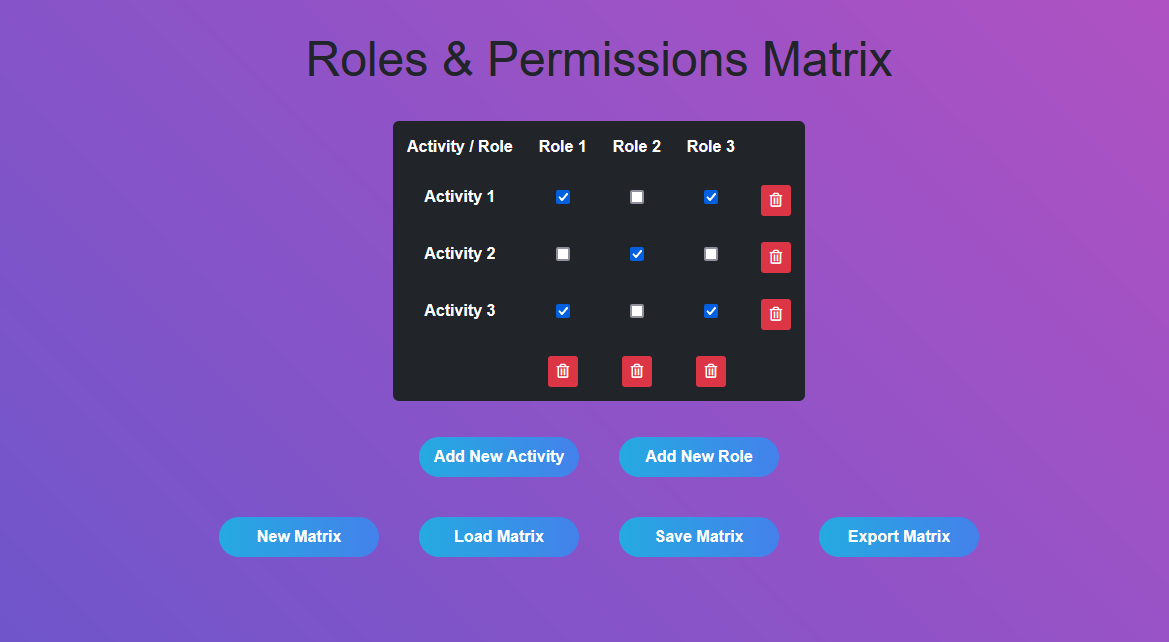 Roles & Permissions Matrix
Activity / Role Role 1 Role 2 Role 3
Activity 1
Activity 2
Activity 3
Add New Activity Add New Role
New Matrix Load Matrix Save Matrix Export Matrix